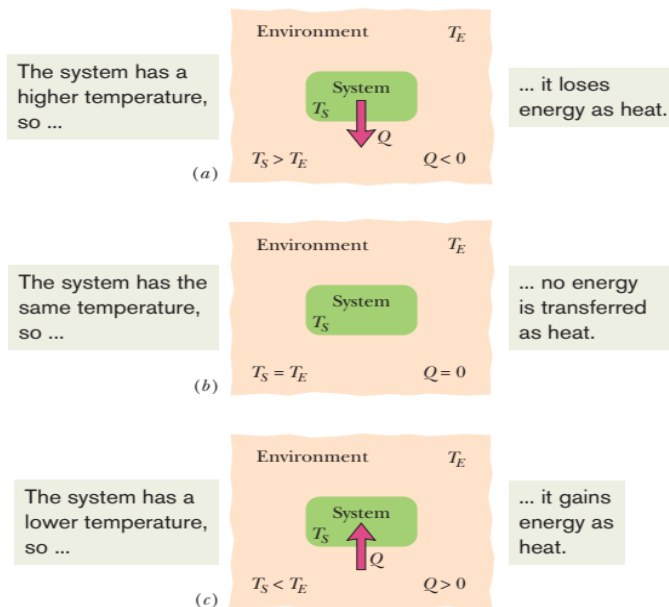 Environment T_E
The system has a
higher temperature,
so ...
System
T_S
Q
... it loses
energy as heat.
T_S > T_E Q < 0
(a)
Environment T_E
The system has the
same temperature,
so ...
System
T_S
... no energy
is transferred
as heat.
T_S = T_E Q = 0
(b)
Environment T_E
The system has a
lower temperature,
so ...
System
T_S
Q
... it gains
energy as
heat.
T_S < T_E Q > 0
(c)